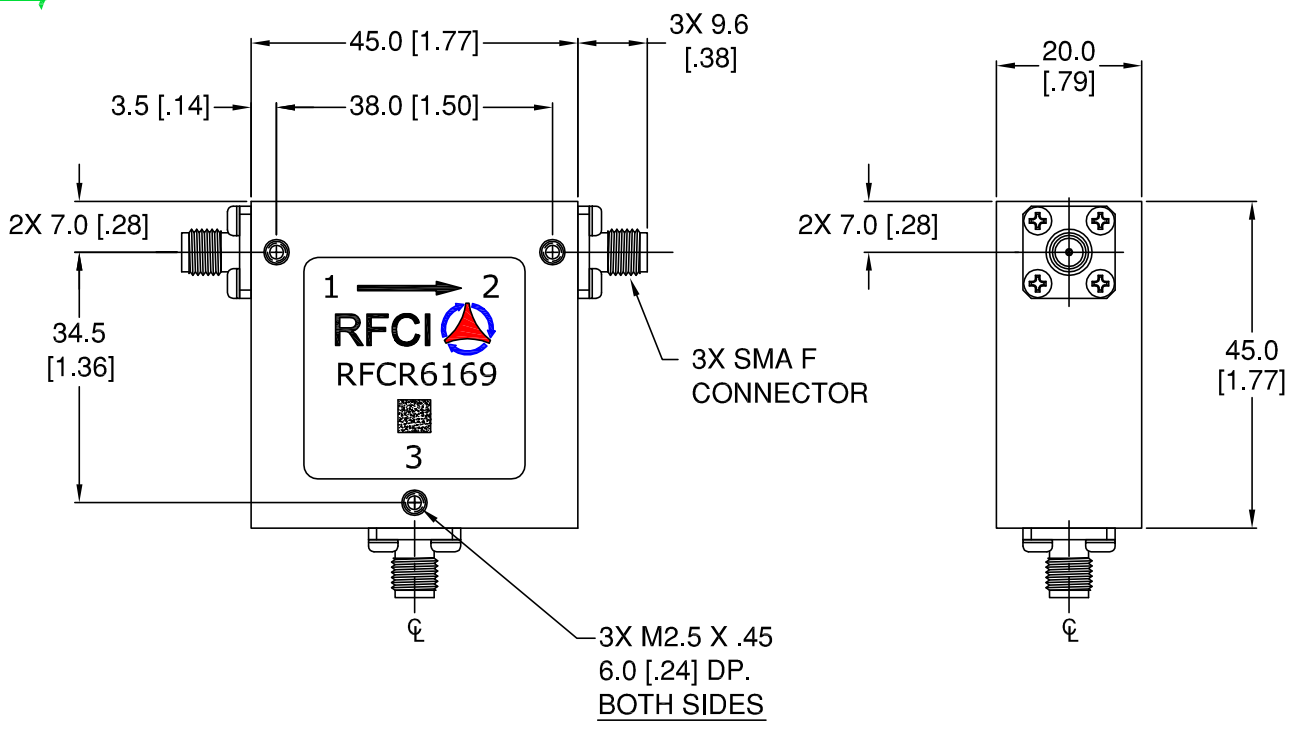 45.0 [1.77]
3X 9.6
[.38]
3.5 [.14]
38.0 [1.50]
2X 7.0 [.28]
34.5
[1.36]
1 2
RFCI
RFCR6169
3
3X SMA F
CONNECTOR
℄
3X M2.5 X .45
6.0 [.24] DP.
BOTH SIDES
20.0
[.79]
2X 7.0 [.28]
45.0
[1.77]
℄